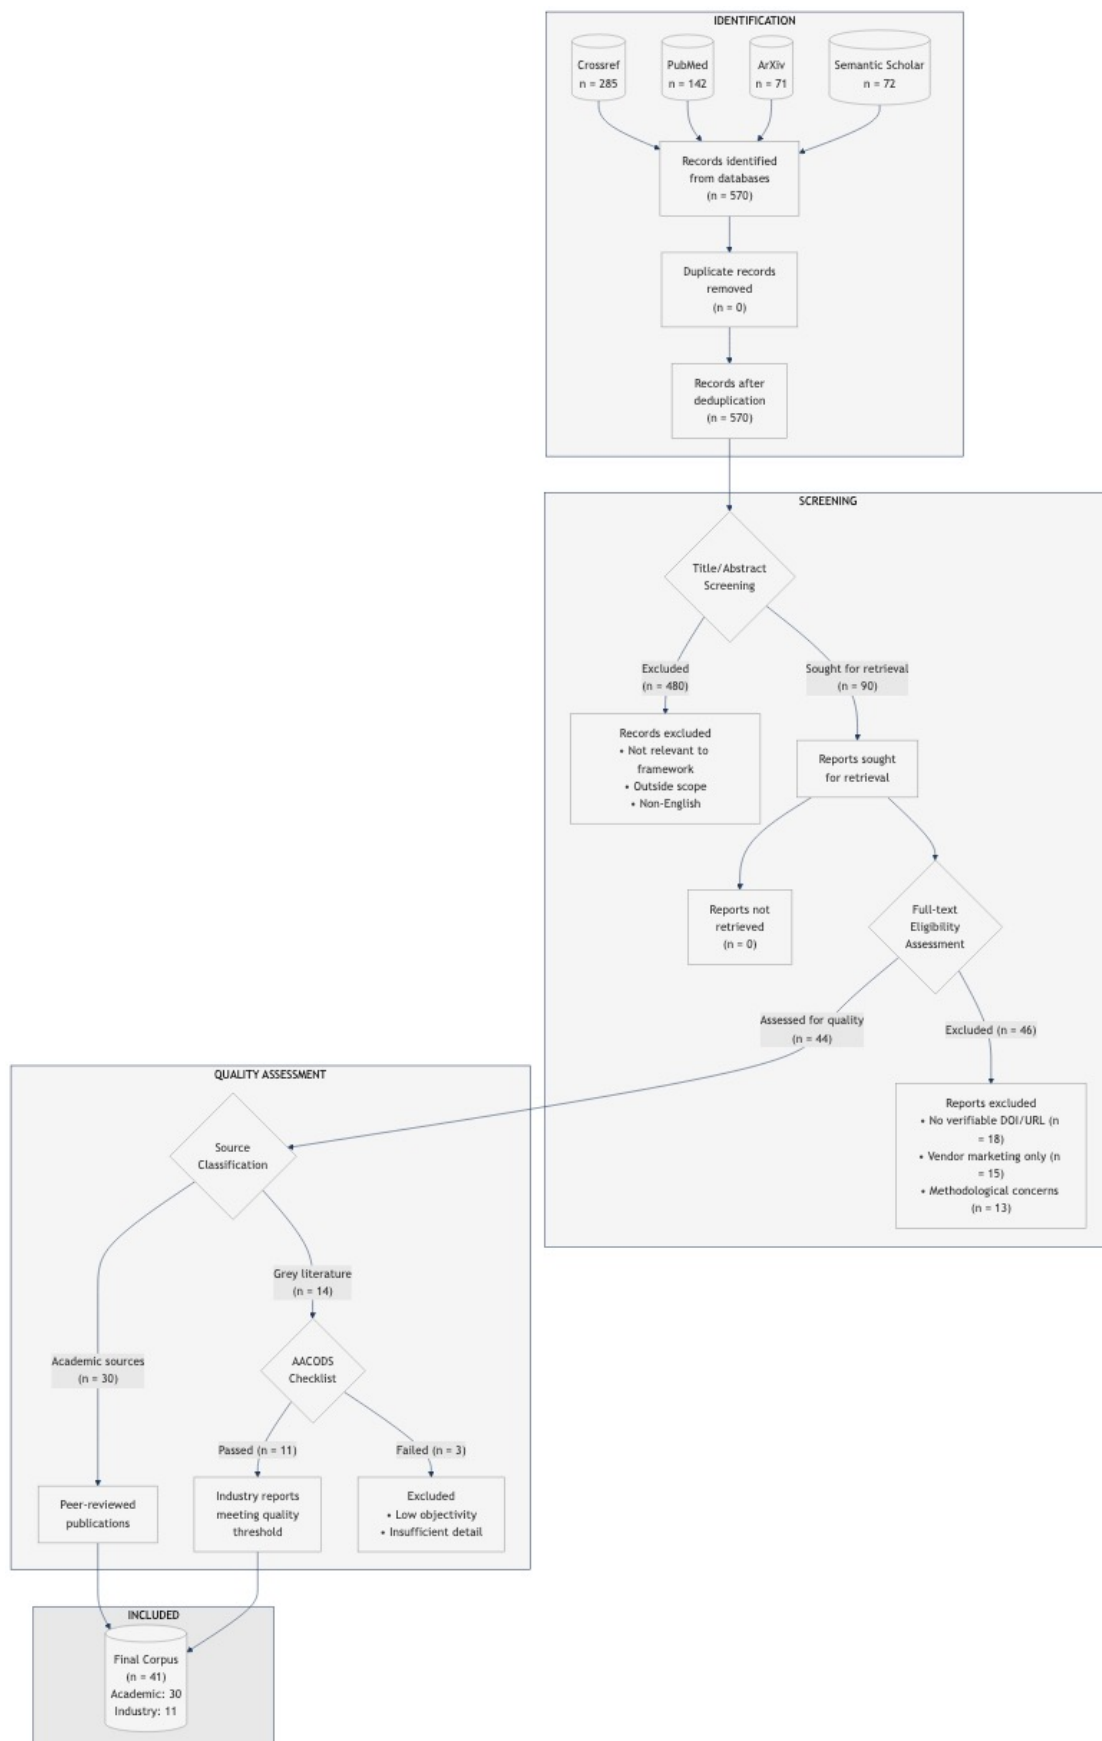 IDENTIFICATION
Crossref
n = 285
PubMed
n = 142
ArXiv
n = 71
Semantic Scholar
n = 72
Records identified
from databases
(n = 570)
Duplicate records
removed
(n = 0)
Records after
deduplication
(n = 570)
SCREENING
Title/Abstract
Screening
Excluded
(n = 480)
Sought for retrieval
(n = 90)
Records excluded
• Not relevant to
framework
• Outside scope
• Non-English
Reports sought
for retrieval
Reports not
retrieved
(n = 0)
Full-text
Eligibility
Assessment
Assessed for quality
(n = 44)
Excluded (n = 46)
Reports excluded
• No verifiable DOI/URL (n
= 18)
• Vendor marketing only (n
= 15)
• Methodological concerns
(n = 13)
QUALITY ASSESSMENT
Source
Classification
Grey literature
(n = 14)
Academic sources
(n = 30)
AACODS
Checklist
Passed (n = 11)
Failed (n = 3)
Peer-reviewed
publications
Industry reports
meeting quality
threshold
Excluded
• Low objectivity
• Insufficient detail
INCLUDED
Final Corpus
(n = 41)
Academic: 30
Industry: 11